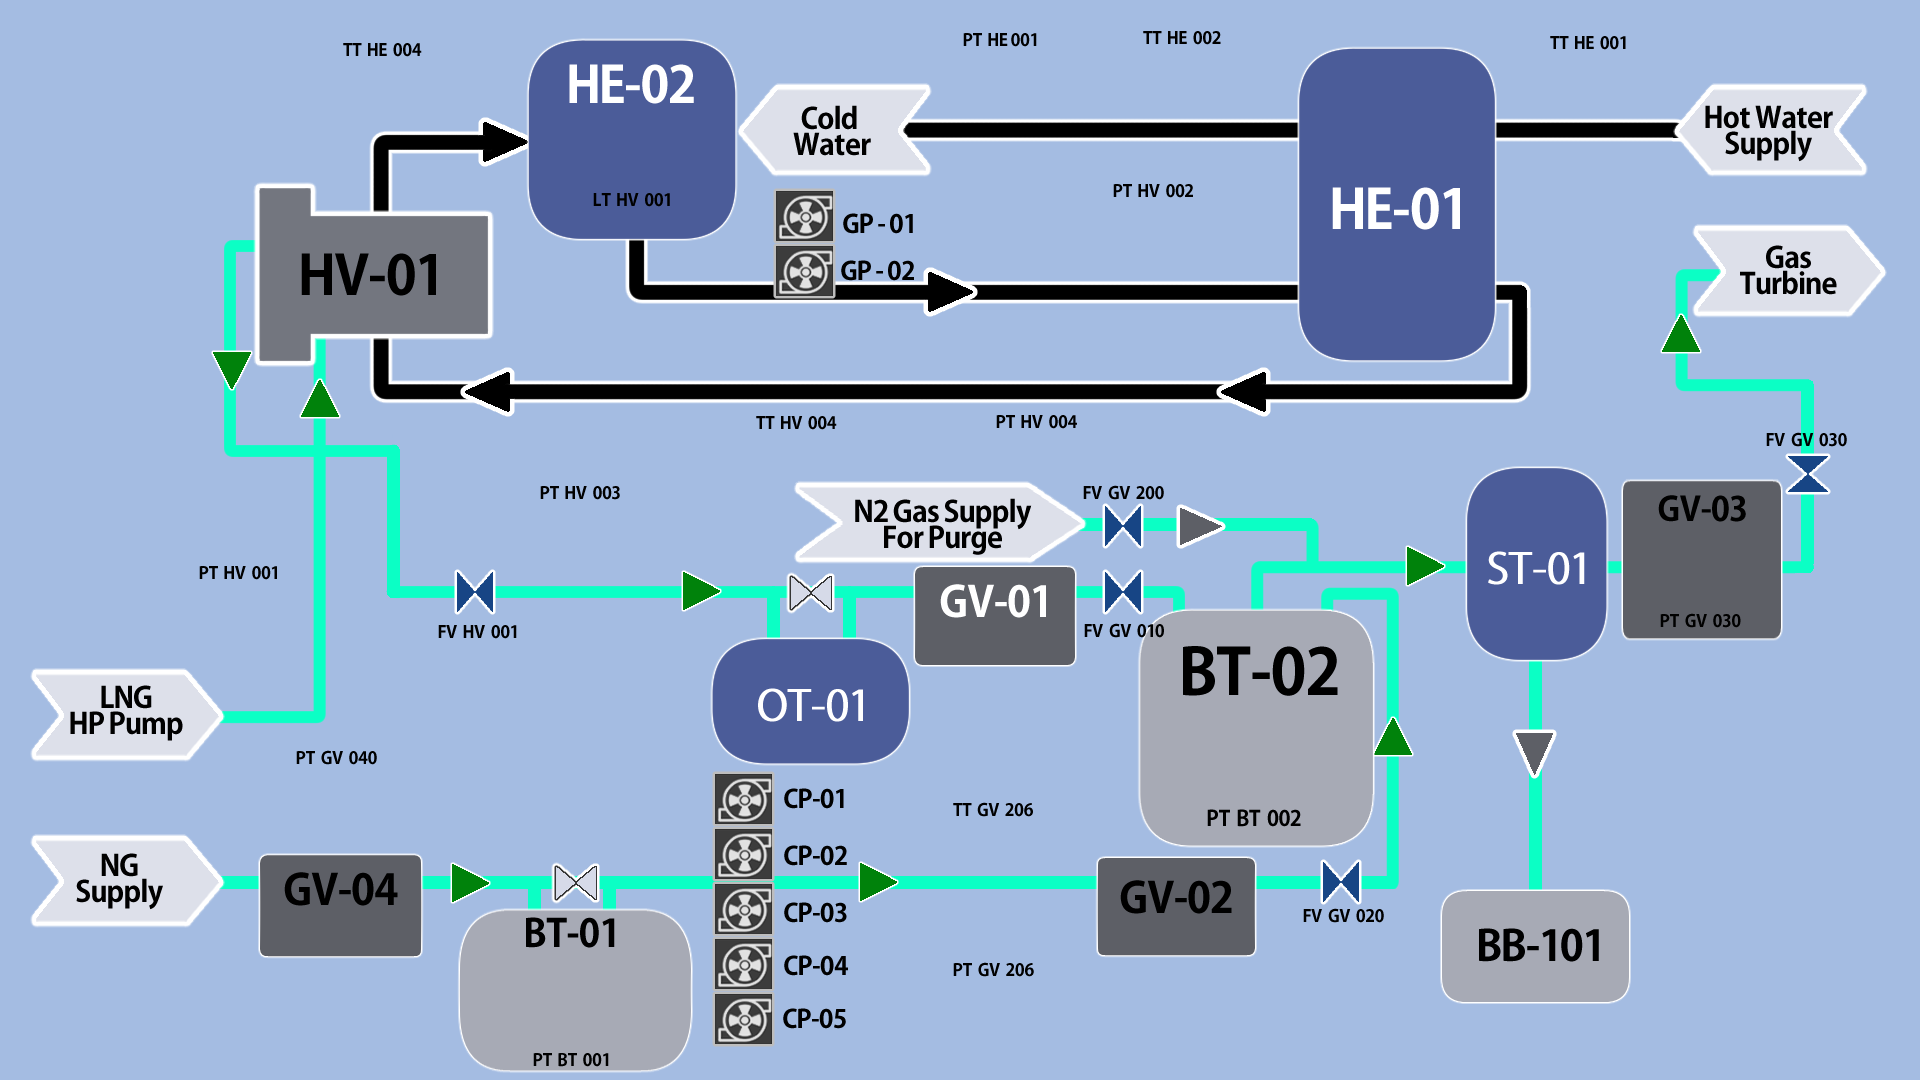 TT HE 004
PT HE 001
TT HE 002
TT HE 001
HE-02
Cold
Water
Hot Water
Supply
LT HV 001
PT HV 002
HE-01
GP - 01
GP - 02
HV-01
Gas
Turbine
TT HV 004
PT HV 004
FV GV 030
PT HV 003
N2 Gas Supply
For Purge
FV GV 200
GV-03
ST-01
PT HV 001
GV-01
FV HV 001
FV GV 010
PT GV 030
BT-02
LNG
HP Pump
OT-01
PT GV 040
CP-01
TT GV 206
PT BT 002
CP-02
NG
Supply
GV-04
GV-02
CP-03
FV GV 020
BT-01
BB-101
CP-04
PT GV 206
CP-05
PT BT 001